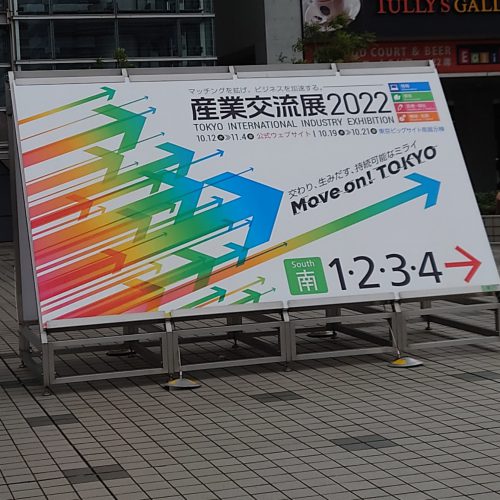 TULLY'S
COURT & BEER
マッチングを拡げ、ビジネスを加速する。
産業交流展2022
TOKYO INTERNATIONAL INDUSTRY EXHIBITION
10.12 11.4 公式ウェブサイト | 10.19 10.21 東京ビッグサイト南展示棟
交わり、生みだす、持続可能なミライ
Move on! TOKYO
South
南
1・2・3・4→